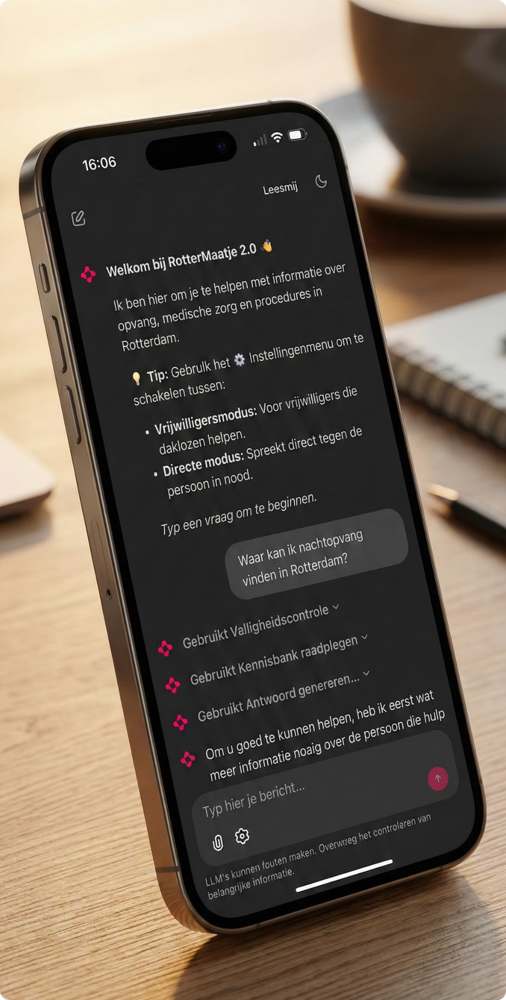 16:06
Leesmij
Welkom bij RotterMaatje 2.0 👋
Ik ben hier om je te helpen met informatie over
opvang, medische zorg en procedures in
Rotterdam.
💡 Tip: Gebrulk het ⚙️ Instellingenmenu om te
schakelen tussen:
• Vrijwilligersmodus: Voor vrijwilligers die
daklozen helpen.
• Directe modus: Spreekt direct tegen de
persoon in nood.
Typ een vraag om te beginnen.
Waar kan ik nachtopvang
vinden in Rotterdam?
Gebruikt Valligheidscontrole
Gebruikt Kennisbank raadplegen
Gebruikt Antwoord genereren...
Om u goed te kunnen helpen, heb ik eerst wat
meer informatie noaig over de persoon die hulp
Typ hier je bericht...
LLM's kunnen fouten maken. het controleren van
belangrijke informatie.